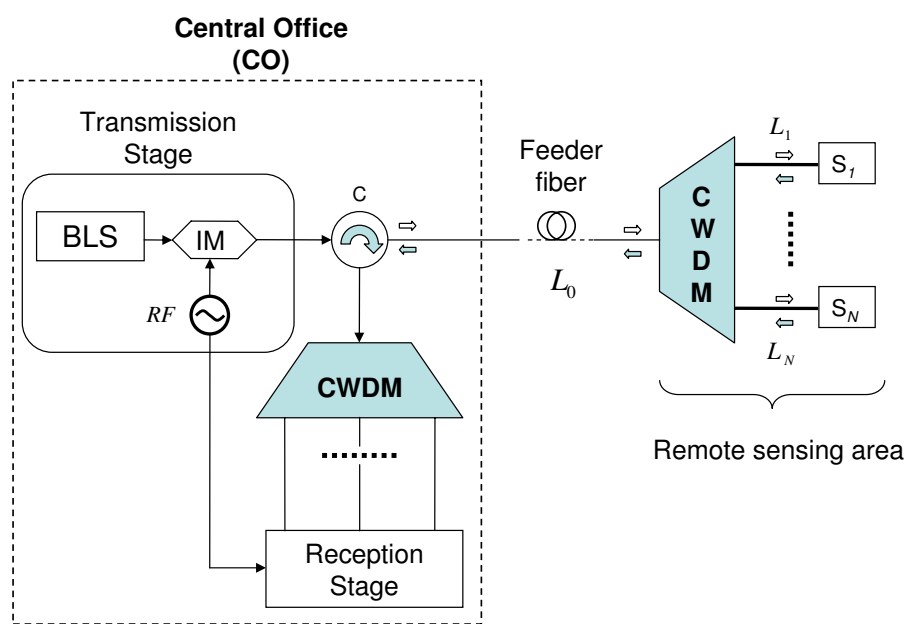 Central Office
(CO)
Transmission
Stage
BLS
IM
RF
C
Feeder
fiber
L0
CWDM
L1
S1
SN
LN
CWDM
Reception
Stage
Remote sensing area